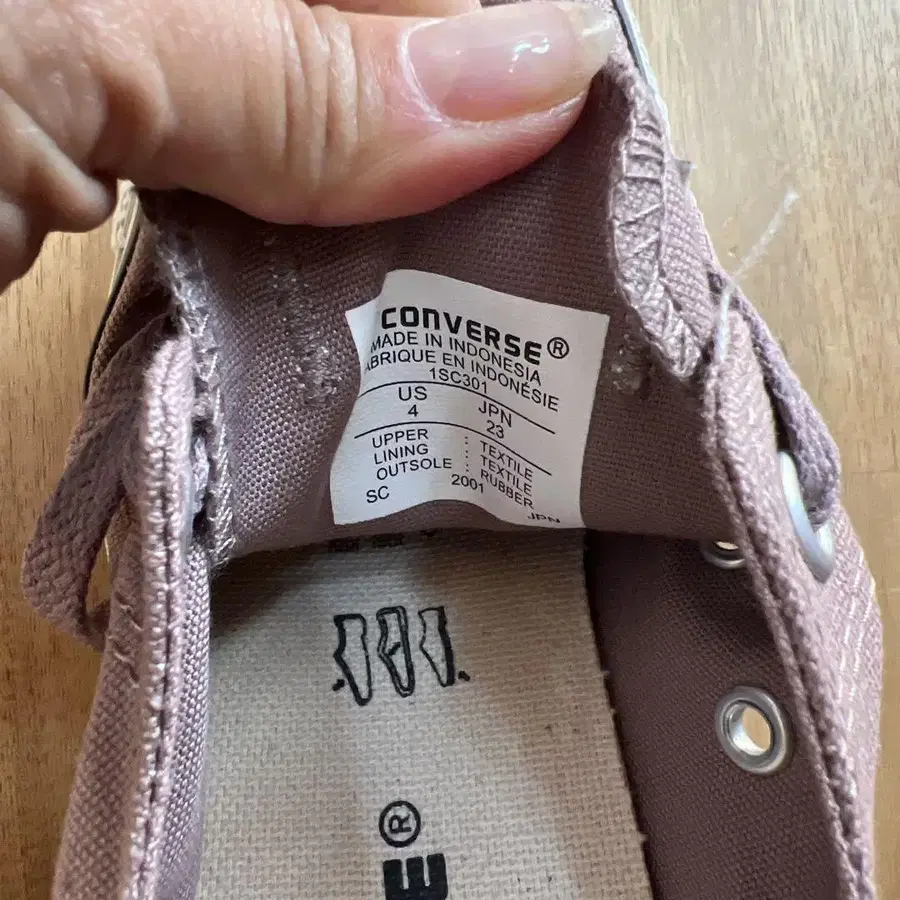 CONVERSE®
MADE IN INDONESIA
FABRIQUE EN INDONÉSIE
1SC301
US JPN
4 23
UPPER : TEXTILE
LINING : TEXTILE
OUTSOLE : RUBBER
SC 2001
JPN
E®